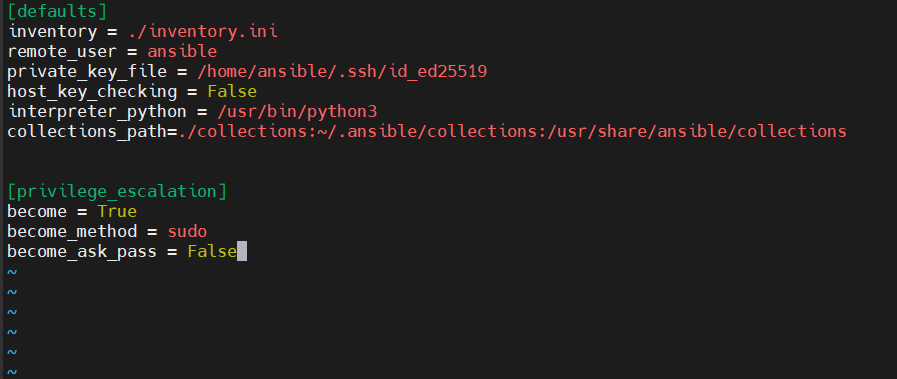 [defaults]
inventory = ./inventory.ini
remote_user = ansible
private_key_file = /home/ansible/.ssh/id_ed25519
host_key_checking = False
interpreter_python = /usr/bin/python3
collections_path=./collections:~/.ansible/collections:/usr/share/ansible/collections
[privilege_escalation]
become = True
become_method = sudo
become_ask_pass = False
~
~
~
~
~
~